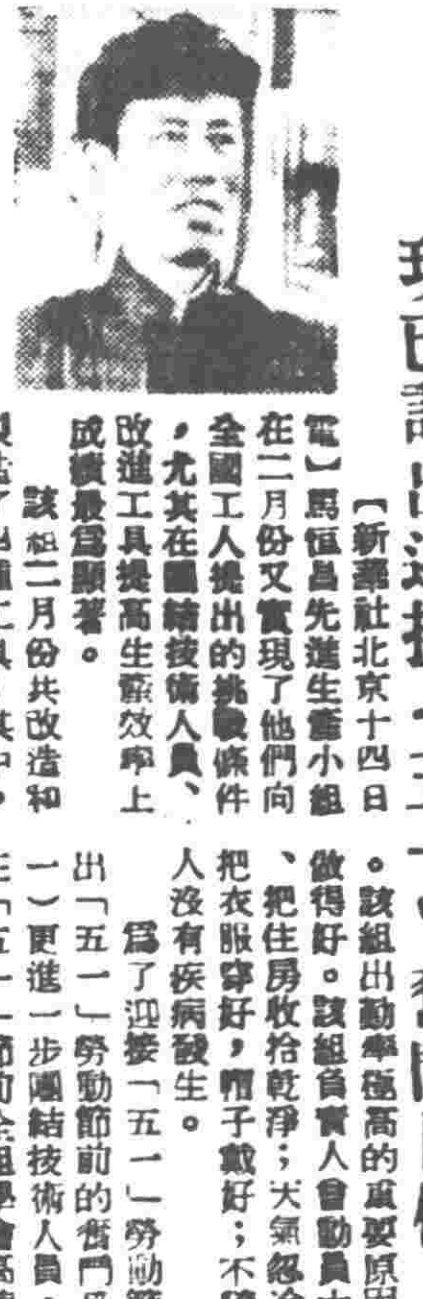 【新華社北京十四日
電】馬恒昌先進生產小組
在二月份又實現了他們向
全國工人提出的挑戰條件
，尤其在團結技術人員、
改進工具提高生產效率上
成績最爲顯著。
該組二月份共改造和
。該組出動率極高的重要原因
做得好。該組負責人曾動員
、把住房收拾乾淨；天氣忽冷
把衣服穿好，帽子戴好；不
人沒有疾病發生。
爲了迎接「五一」勞動節
出「五一」勞動節前的奮鬥
一）更進一步團結技術人員，